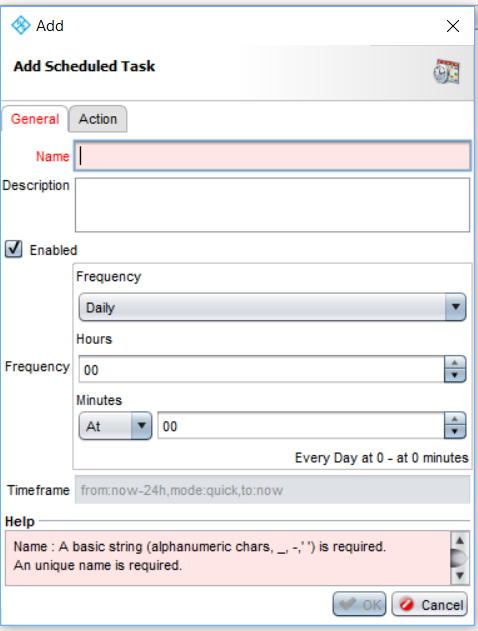 Add
Add Scheduled Task
General Action
Name
Description
Enabled
Frequency
Daily
Hours
Frequency 00
Minutes
At 00
Every Day at 0 - at 0 minutes
Timeframe from:now-24h,mode:quick,to:now
Help
Name : A basic string (alphanumeric chars, _, -,' ') is required.
An unique name is required.
OK Cancel